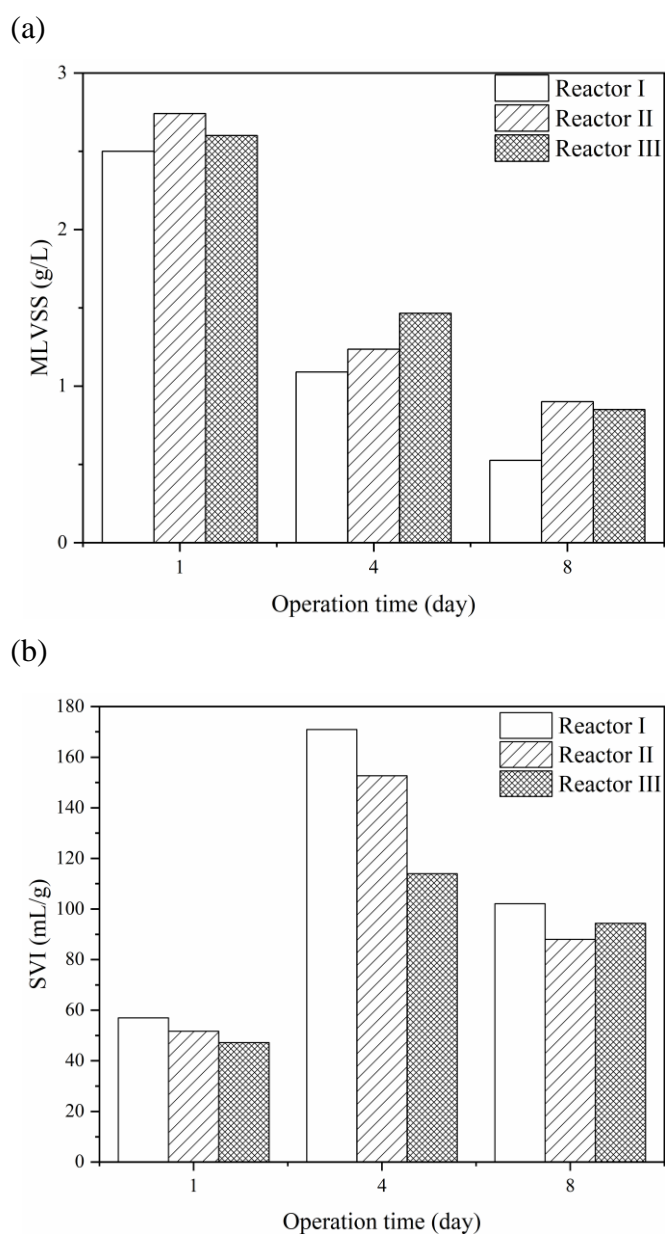 (a)
3
2
1
0
MLVSS (g/L)
Reactor I
Reactor II
Reactor III
1 4 8
Operation time (day)
(b)
180
160
140
120
100
80
60
40
20
0
SVI (mL/g)
Reactor I
Reactor II
Reactor III
1 4 8
Operation time (day)